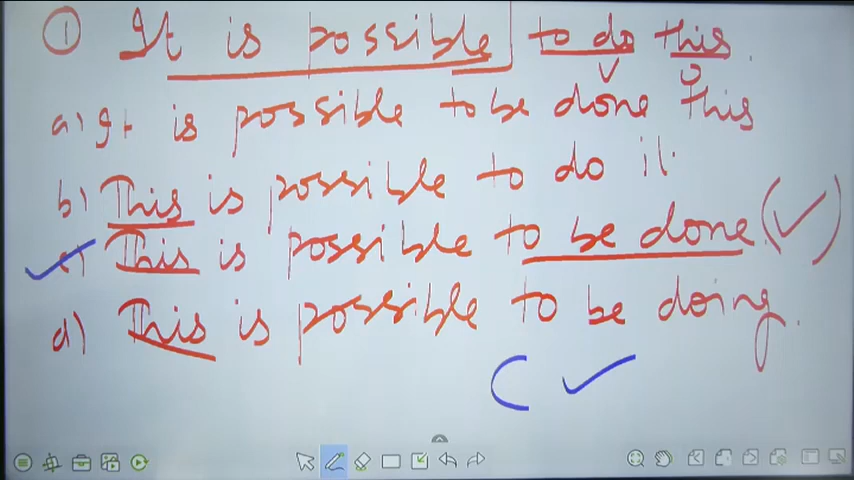 ① It is possible to do this.
V O
a) It is possible to be done this
b) This is possible to do it.
c) This is possible to be done. (✓)
d) This is possible to be doing.
C ✓